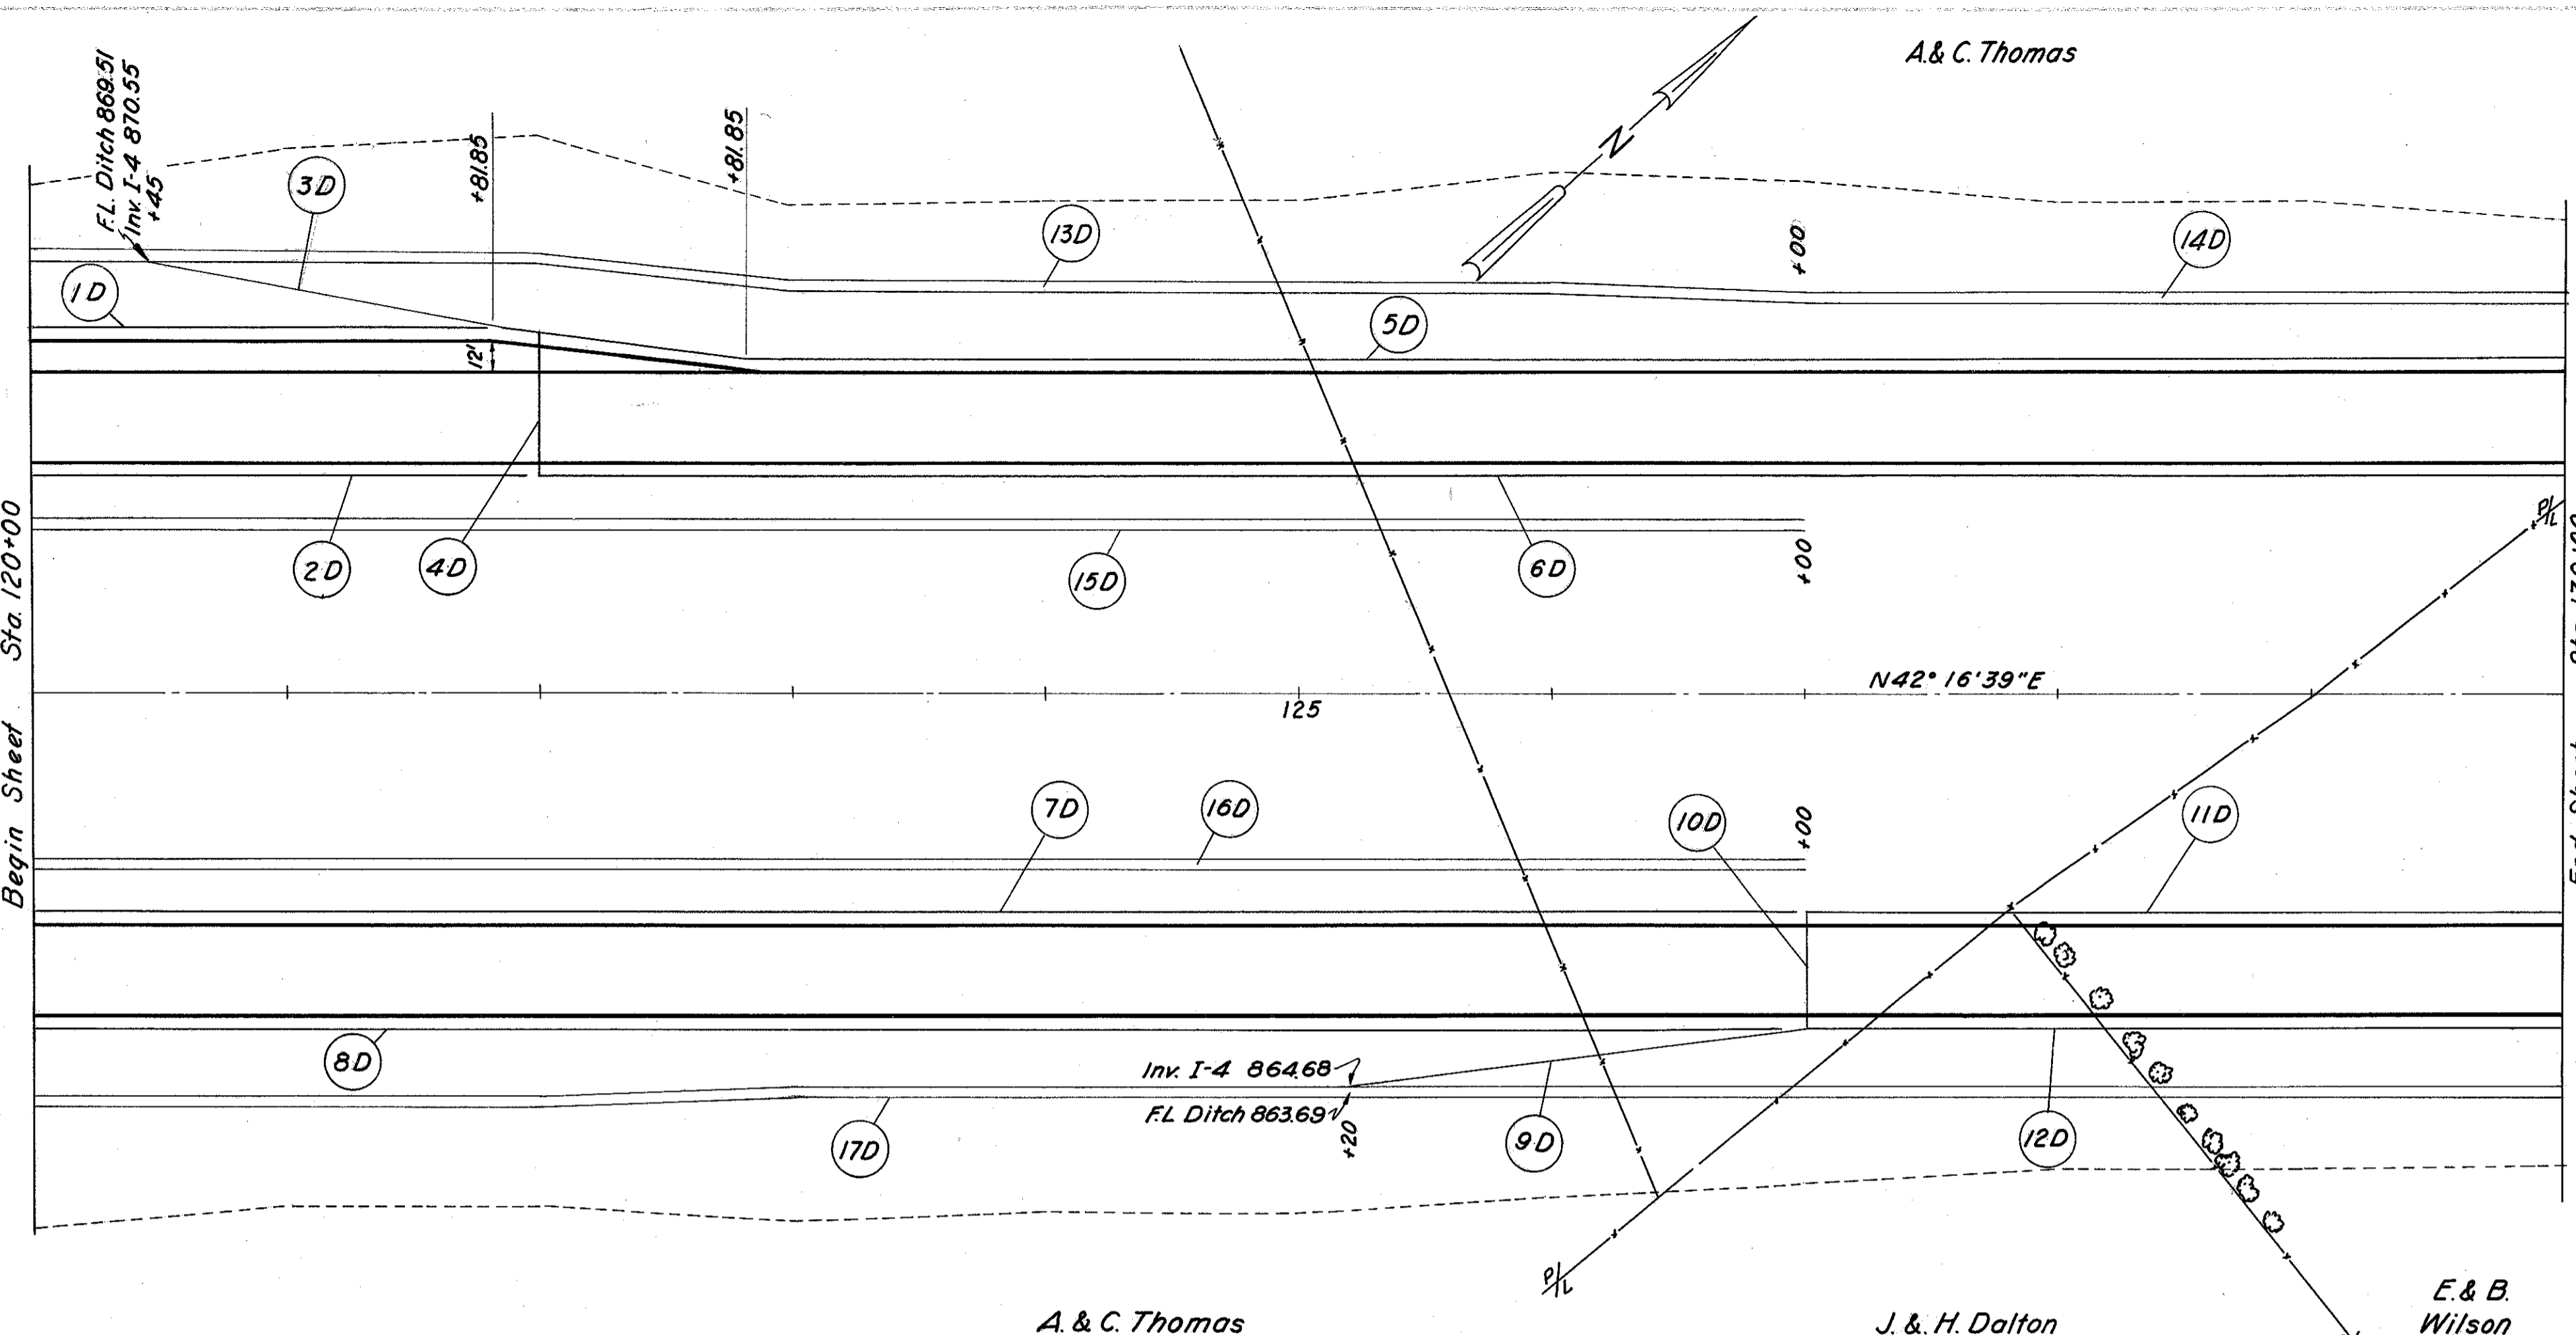 A. & C. Thomas
F.L. Ditch 869.51
Inv. I-4 870.55
+45
+81.85
+81.85
N
3D
13D
+00
14D
1D
5D
12'
P/L
Begin Sheet Sta. 120+00
2D
4D
15D
6D
+00
N42° 16'39"E
125
7D
16D
10D
+00
11D
8D
Inv. I-4 864.68
F.L Ditch 863.69
+20
17D
9D
12D
P/L
A. & C. Thomas
J. & H. Dalton
E. & B.
Wilson